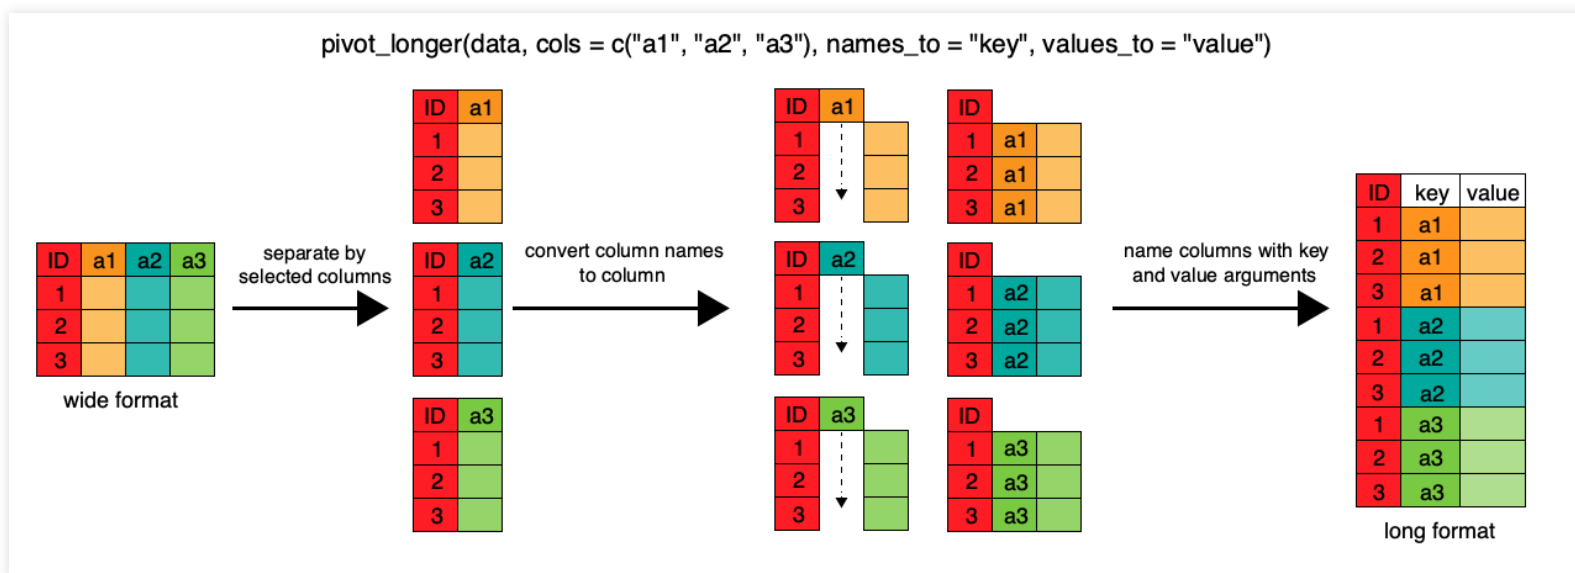 pivot_longer(data, cols = c("a1", "a2", "a3"), names_to = "key", values_to = "value")
ID a1 a2 a3
1
2
3
wide format
separate by
selected columns
ID a1
1
2
3
ID a2
1
2
3
ID a3
1
2
3
convert column names
to column
ID a1
1
2
3
ID a2
1
2
3
ID a3
1
2
3
ID
1 a1
2 a1
3 a1
ID
1 a2
2 a2
3 a2
ID
1 a3
2 a3
3 a3
name columns with key
and value arguments
ID key value
1 a1
2 a1
3 a1
1 a2
2 a2
3 a2
1 a3
2 a3
3 a3
long format